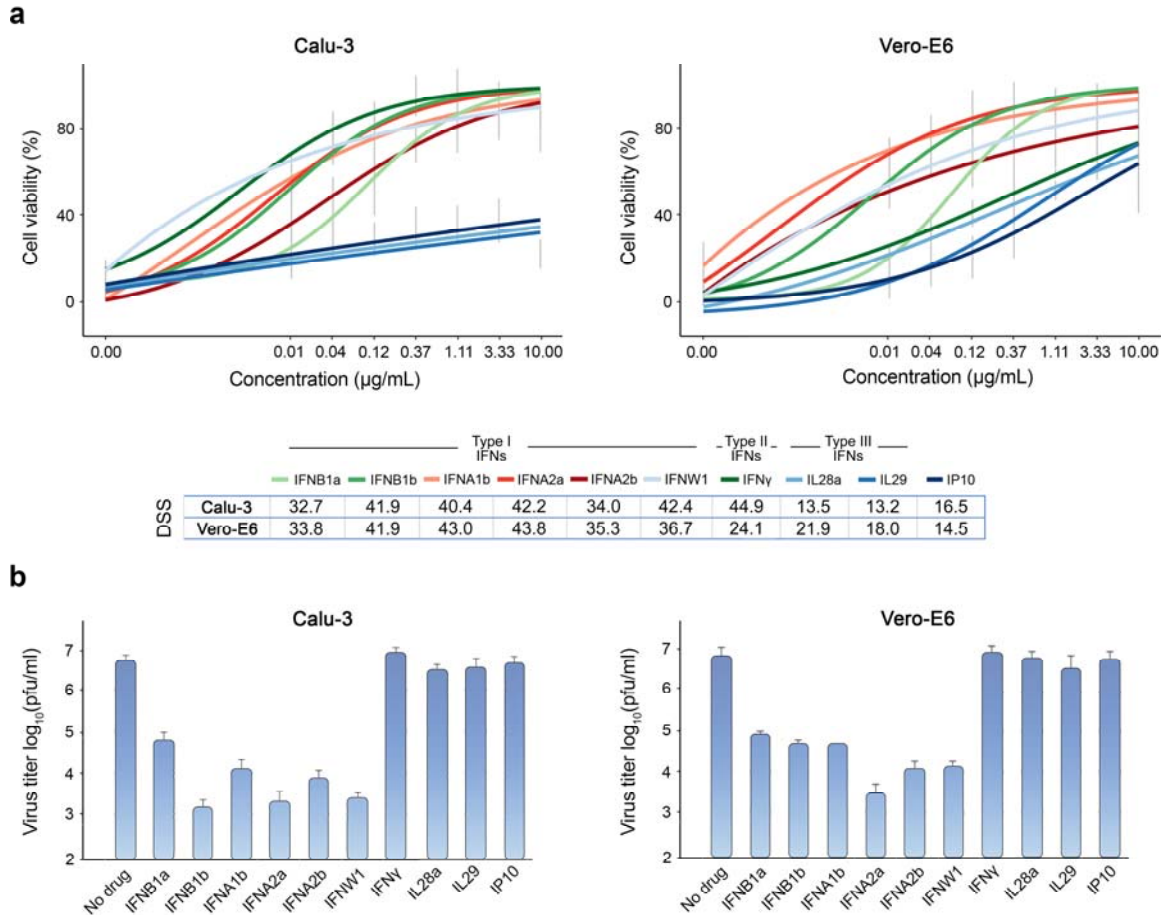 a
Calu-3
Cell viability (%)
80
40
0
0.00 0.01 0.04 0.12 0.37 1.11 3.33 10.00
Concentration (µg/mL)
Vero-E6
Cell viability (%)
80
40
0
0.00 0.01 0.04 0.12 0.37 1.11 3.33 10.00
Concentration (µg/mL)
Type I IFNs
Type II IFNs
Type III IFNs
IFNB1a IFNB1b IFNA1b IFNA2a IFNA2b IFNW1 IFNγ IL28a IL29 IP10
DSS
Calu-3 32.7 41.9 40.4 42.2 34.0 42.4 44.9 13.5 13.2 16.5
Vero-E6 33.8 41.9 43.0 43.8 35.3 36.7 24.1 21.9 18.0 14.5
b
Calu-3
Virus titer log10(pfu/ml)
7
6
5
4
3
2
No drug IFNB1a IFNB1b IFNA1b IFNA2a IFNA2b IFNW1 IFNγ IL28a IL29 IP10
Vero-E6
Virus titer log10(pfu/ml)
7
6
5
4
3
2
No drug IFNB1a IFNB1b IFNA1b IFNA2a IFNA2b IFNW1 IFNγ IL28a IL29 IP10